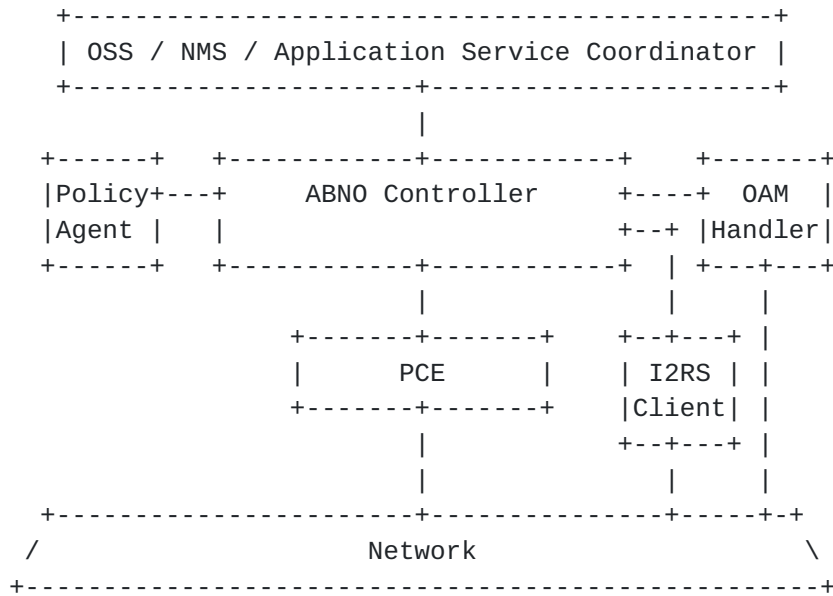 OSS / NMS / Application Service Coordinator
Policy ABNO Controller OAM
Agent Handler
PCE I2RS
Client
Network